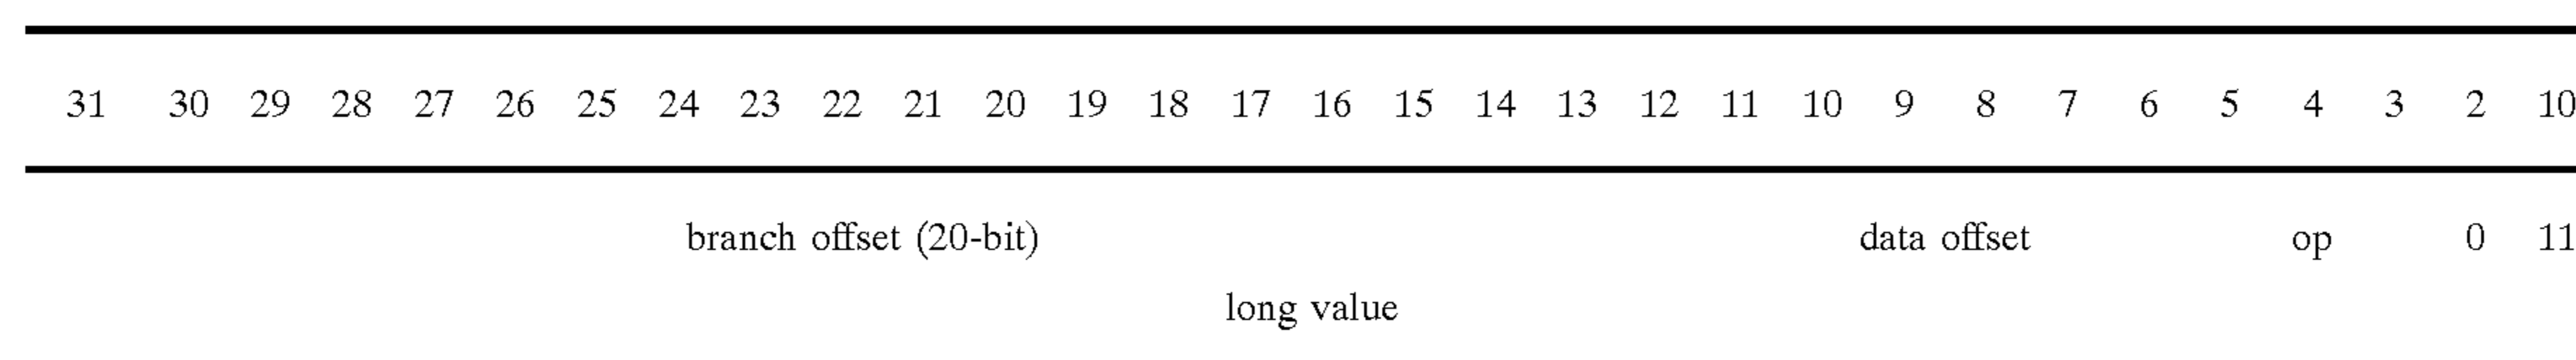 31 30 29 28 27 26 25 24 23 22 21 20 19 18 17 16 15 14 13 12 11 10 9 8 7 6 5 4 3 2 10
branch offset (20-bit) data offset op 0 11
long value